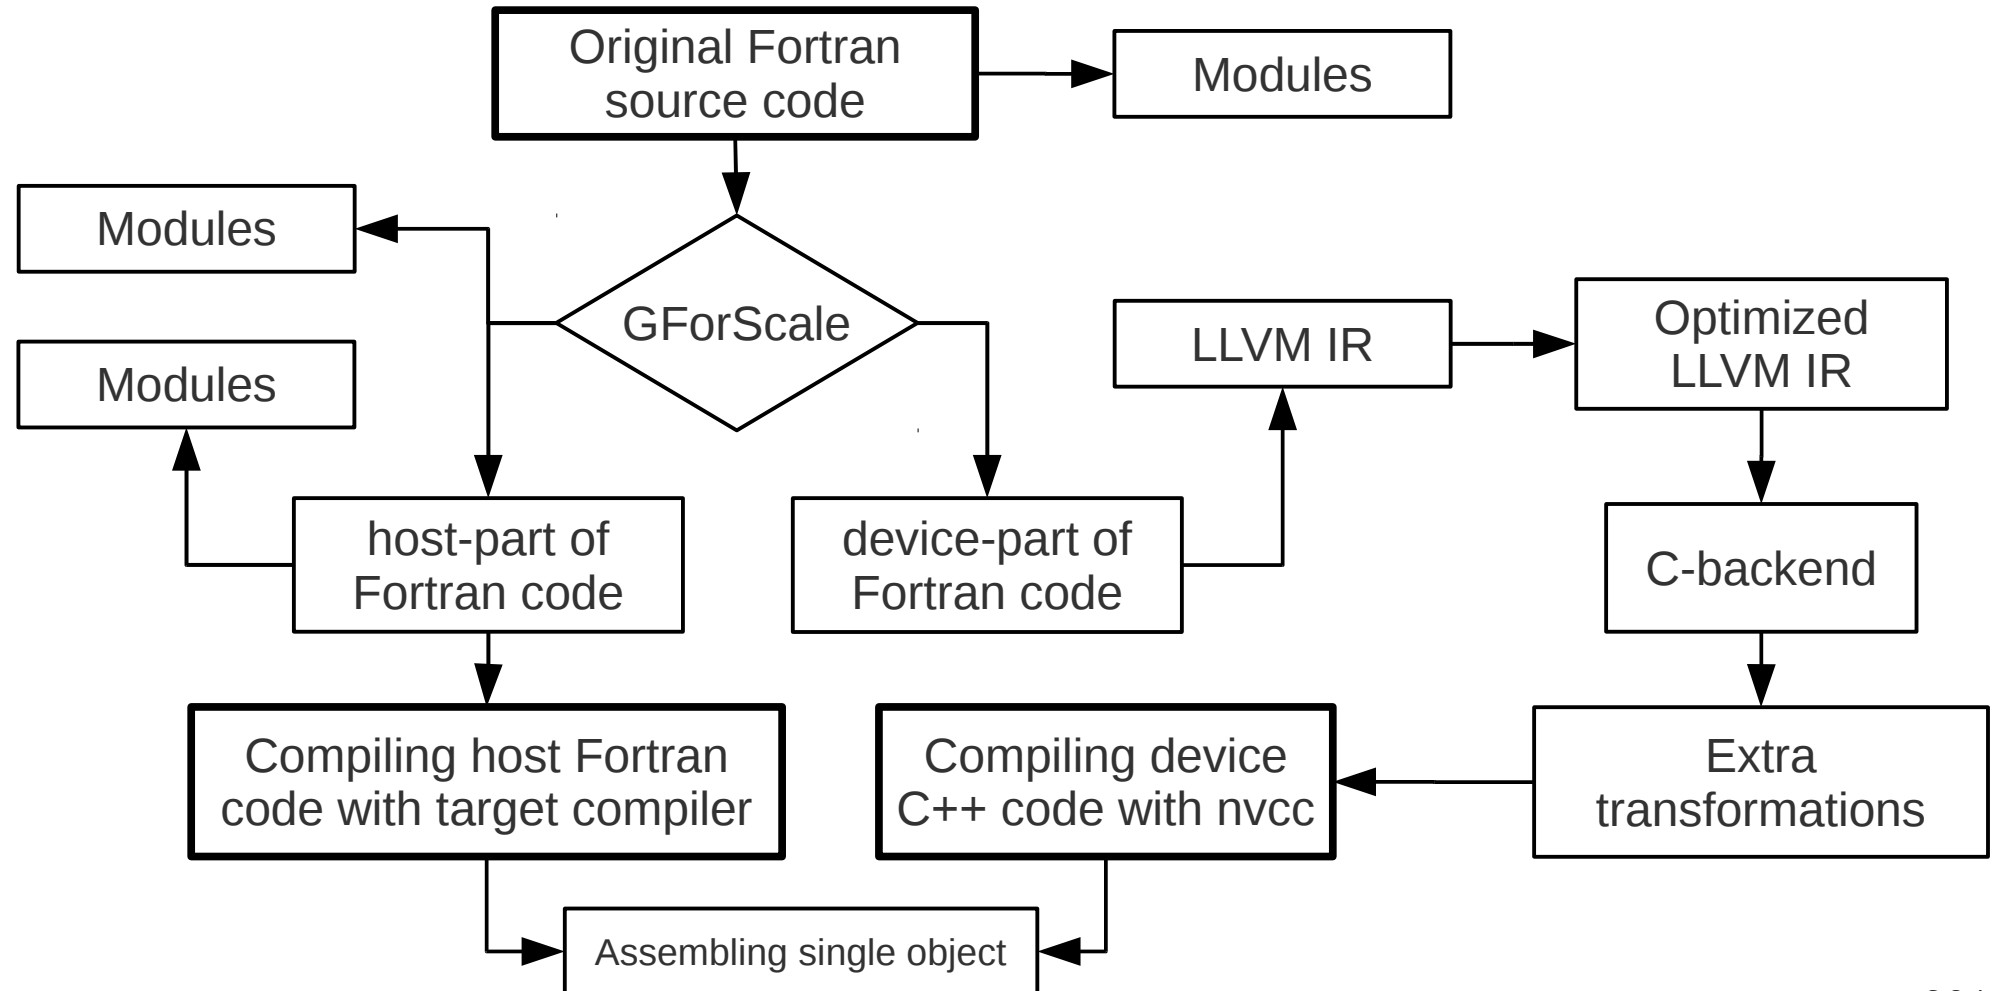 Original Fortran
source code
Modules
Modules
GForScale
Modules
LLVM IR
Optimized
LLVM IR
host-part of
Fortran code
device-part of
Fortran code
C-backend
Compiling host Fortran
code with target compiler
Compiling device
C++ code with nvcc
Extra
transformations
Assembling single object